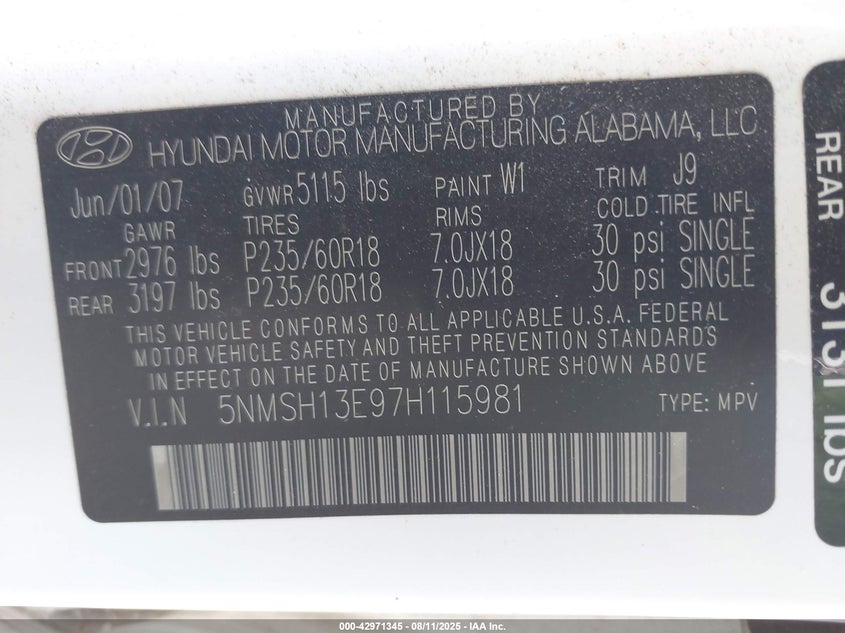 MANUFACTURED BY
HYUNDAI MOTOR MANUFACTURING ALABAMA, LLC
Jun/01/07 GVWR 5115 lbs PAINT W1 TRIM J9
GAWR TIRES RIMS COLD TIRE INFL
FRONT 2976 lbs P235/60R18 7.0JX18 30 psi SINGLE
REAR 3197 lbs P235/60R18 7.0JX18 30 psi SINGLE
THIS VEHICLE CONFORMS TO ALL APPLICABLE U.S.A. FEDERAL
MOTOR VEHICLE SAFETY AND THEFT PREVENTION STANDARDS
IN EFFECT ON THE DATE OF MANUFACTURE SHOWN ABOVE.
V.I.N 5NMSH13E97H115981 TYPE: MPV
REAR 3131 lbs
000-42971345 - 08/11/2025 - IAA Inc.